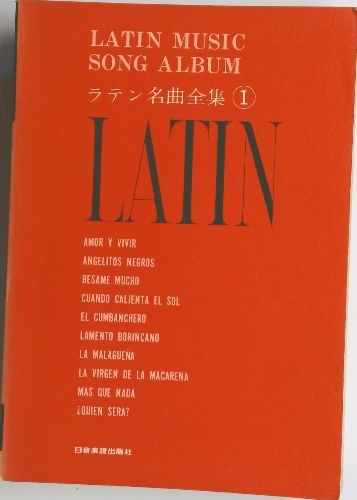 LATIN MUSIC
SONG ALBUM
ラテン名曲全集①
LATIN
AMOR Y VIVIR
ANGELITOS NEGROS
BESAME MUCHO
CUANDO CALIENTA EL SOL
EL CUMBANCHERO
LAMENTO BORINCANO
LA MALAGUEÑA
LA VIRGEN DE LA MACARENA
MAS QUE NADA
¿QUIEN SERA?
日音楽譜出版社